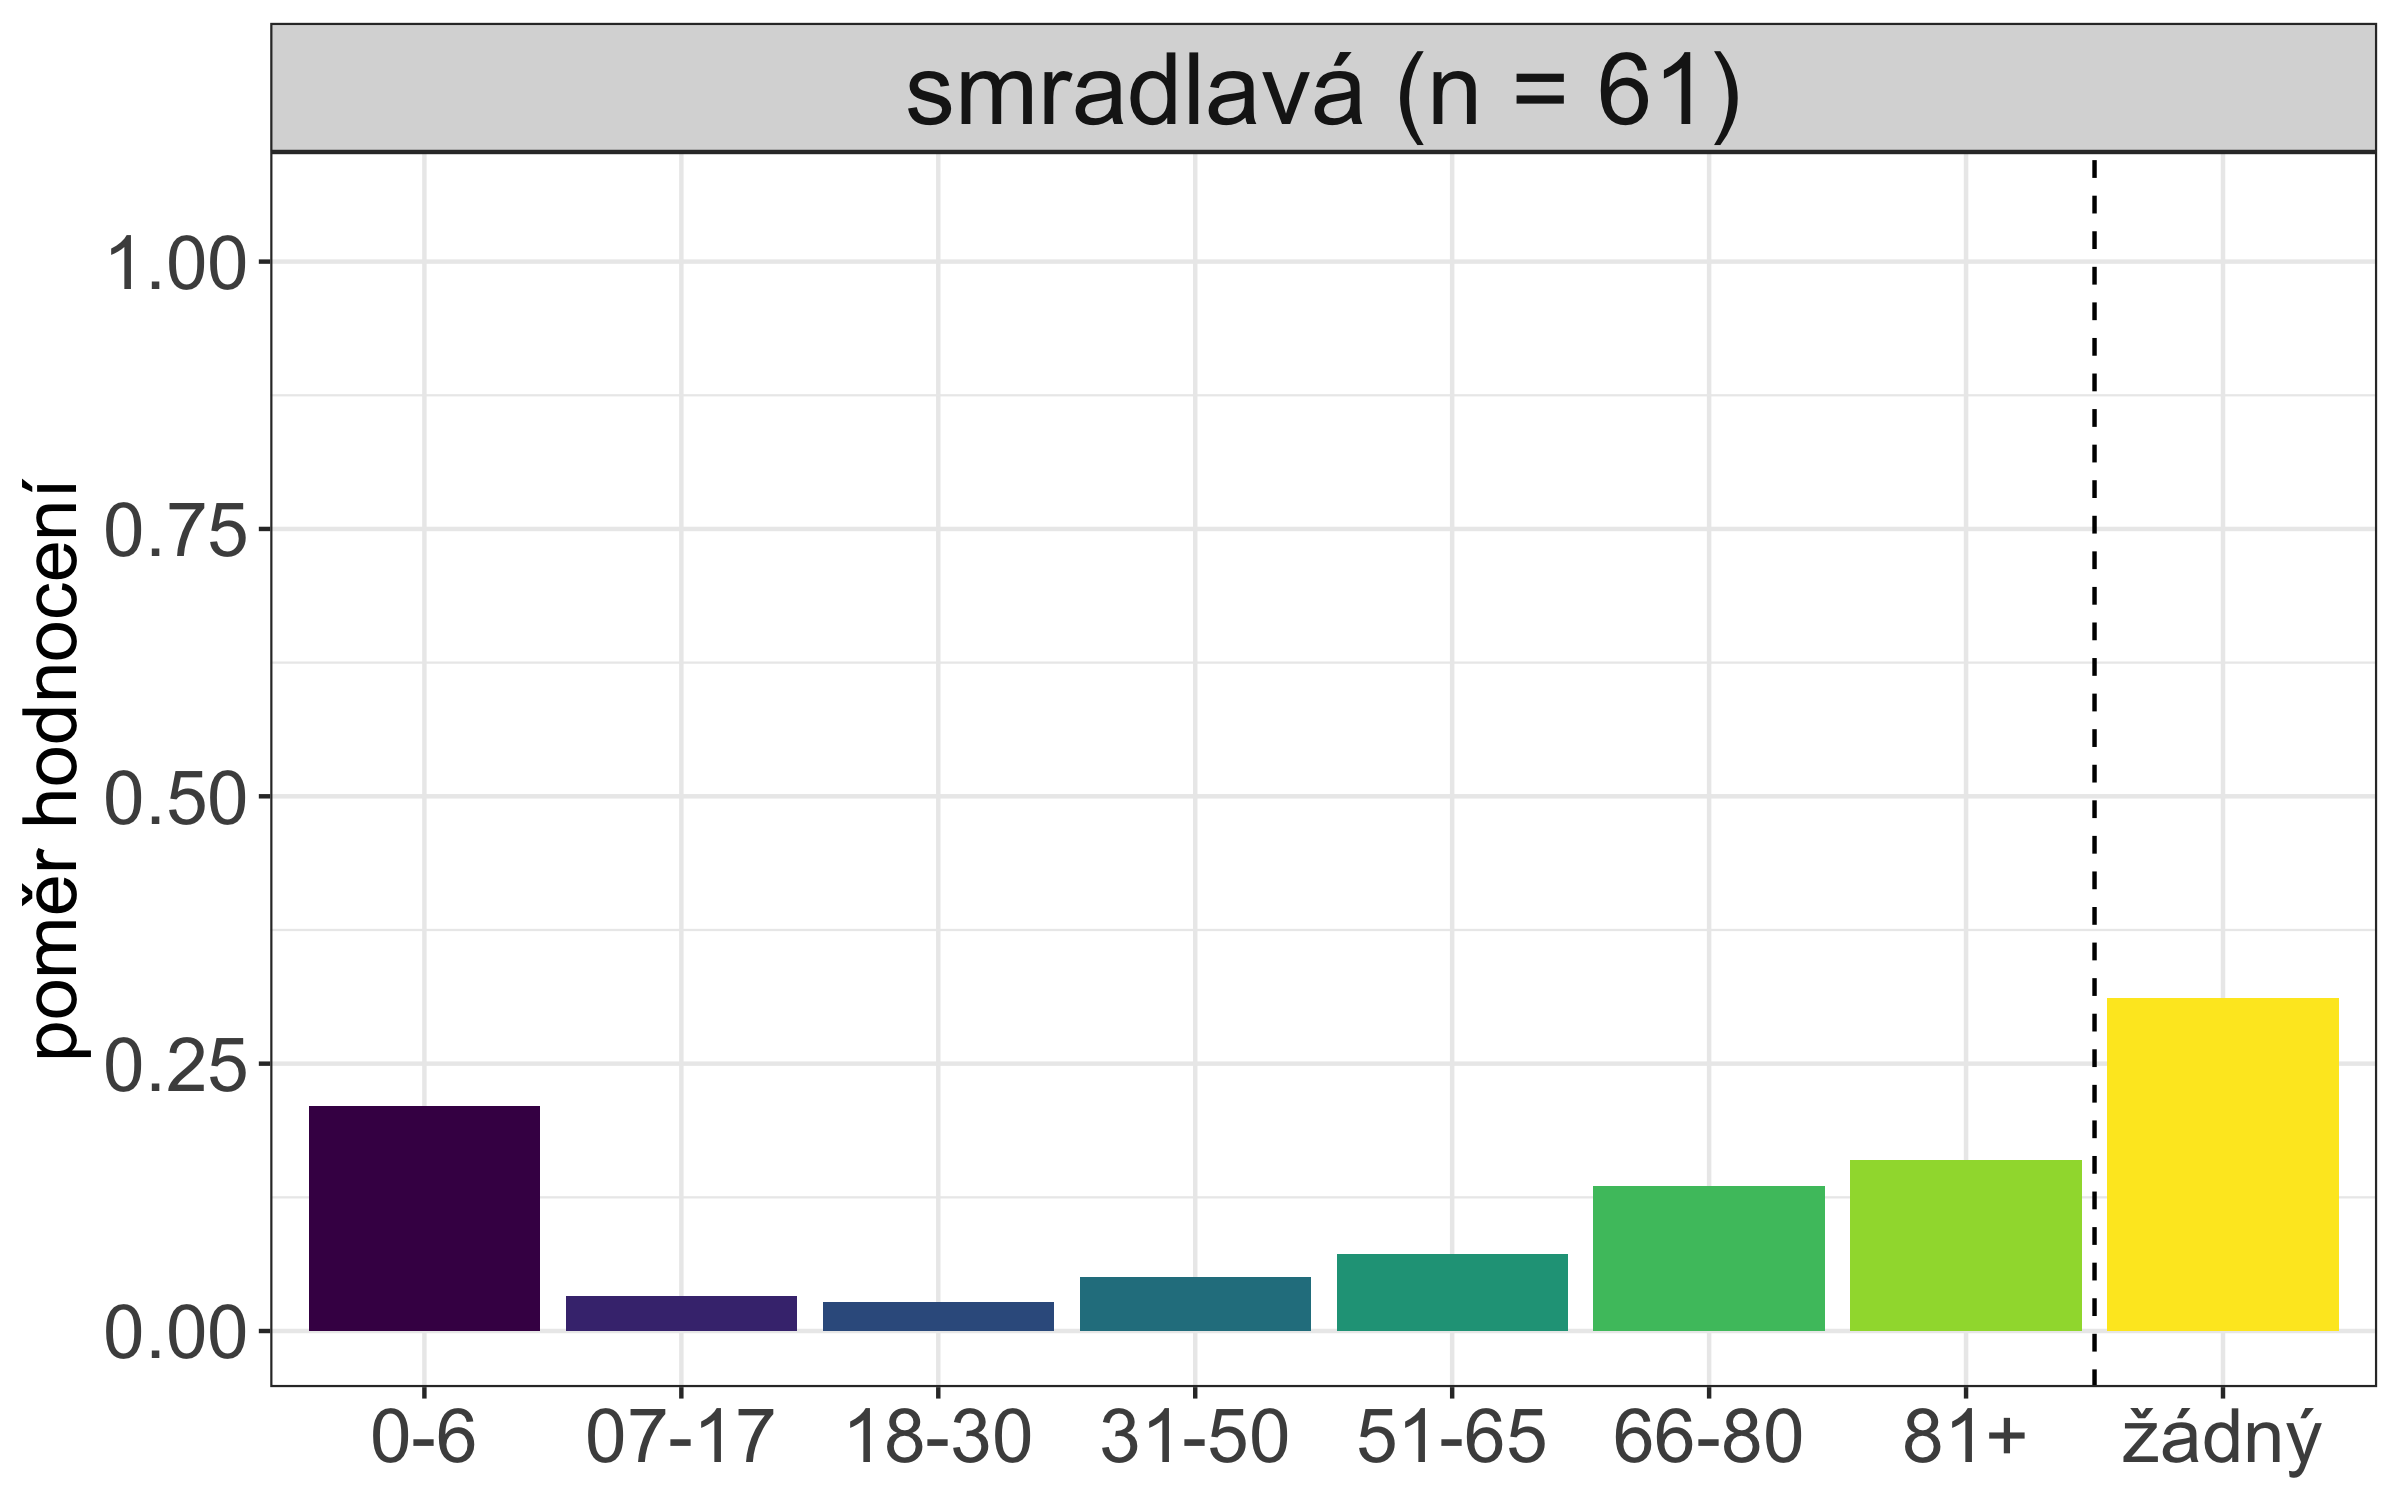 smradlavá (n = 61)
poměr hodnocení
1.00
0.75
0.50
0.25
0.00
0-6 07-17 18-30 31-50 51-65 66-80 81+ žádný